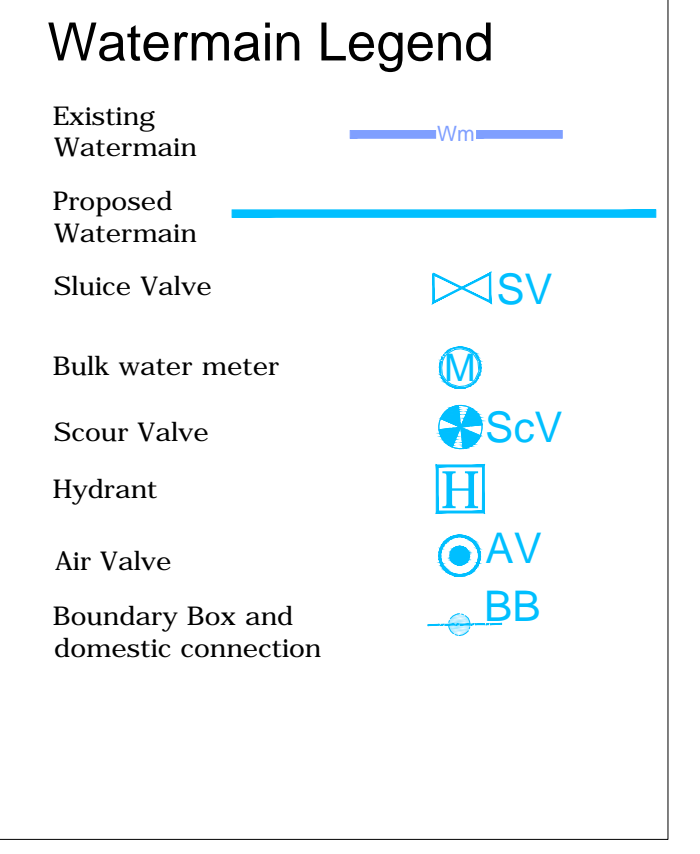 Watermain Legend
Existing
Watermain
Wm
Proposed
Watermain
Sluice Valve
SV
Bulk water meter
M
Scour Valve
ScV
Hydrant
H
Air Valve
AV
Boundary Box and
domestic connection
BB